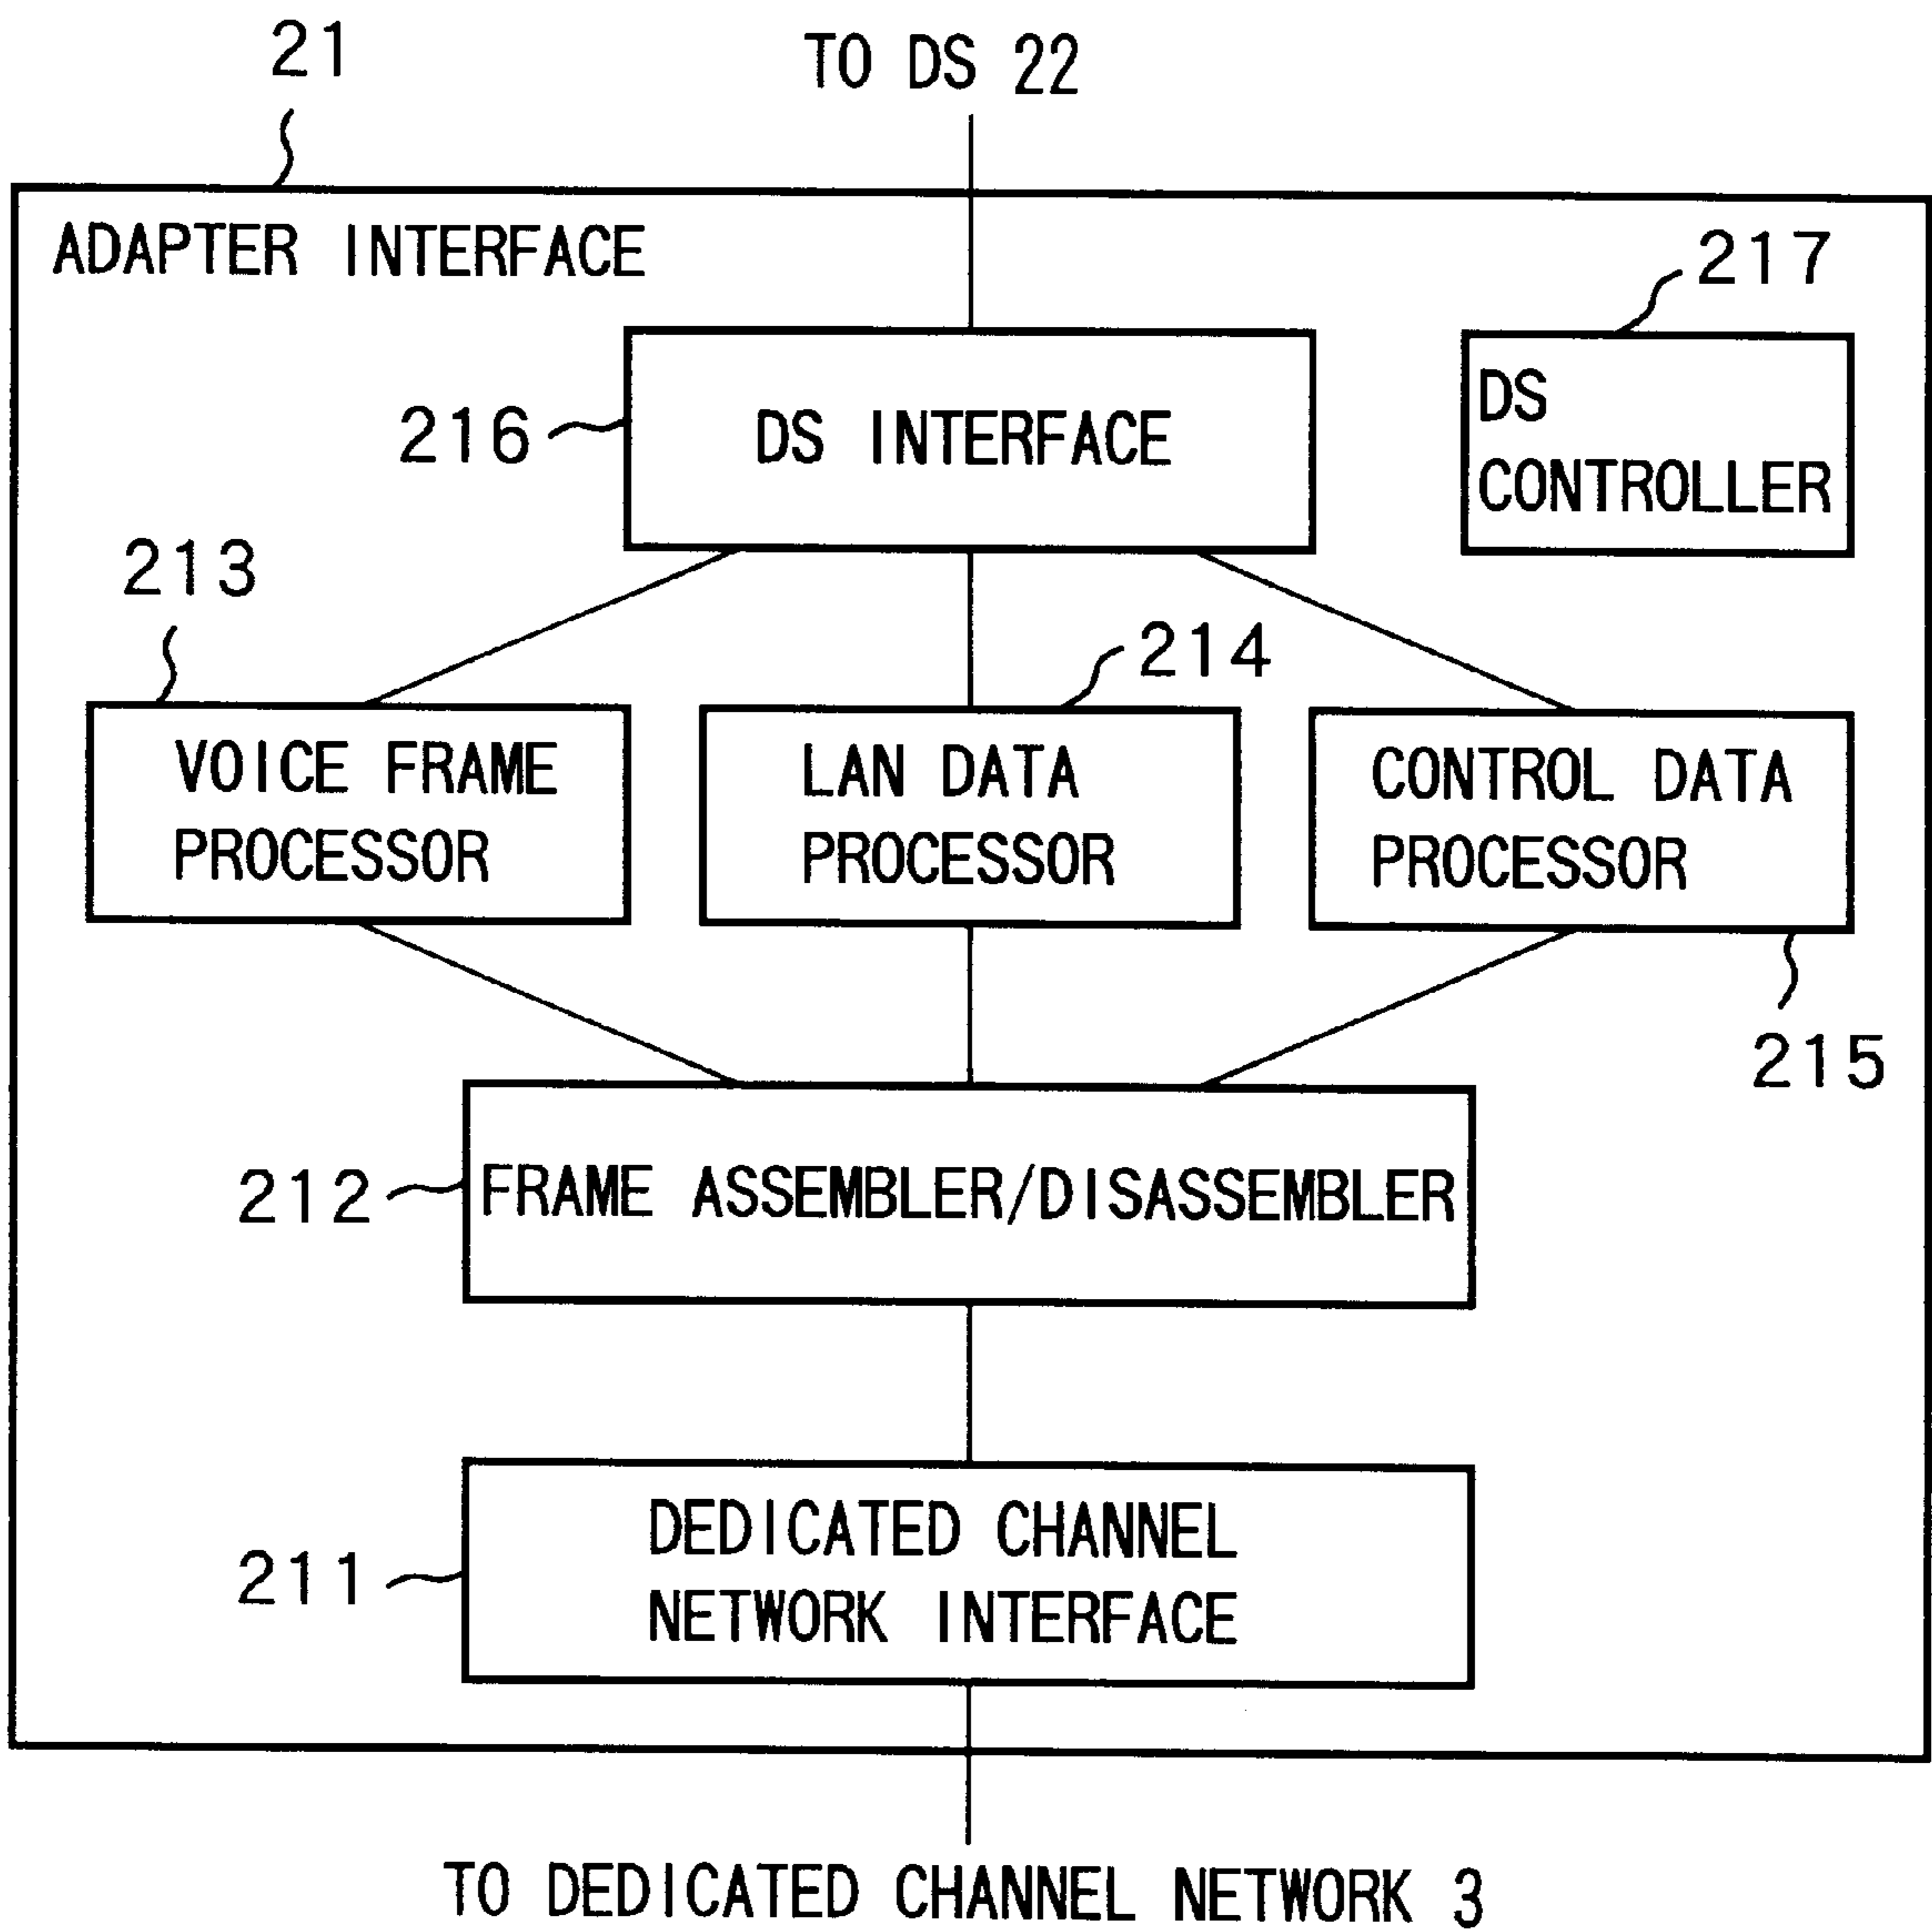 21
TO DS 22
ADAPTER INTERFACE
217
216
DS INTERFACE
DS
CONTROLLER
213
214
VOICE FRAME
PROCESSOR
LAN DATA
PROCESSOR
CONTROL DATA
PROCESSOR
215
212
FRAME ASSEMBLER/DISASSEMBLER
211
DEDICATED CHANNEL
NETWORK INTERFACE
TO DEDICATED CHANNEL NETWORK 3